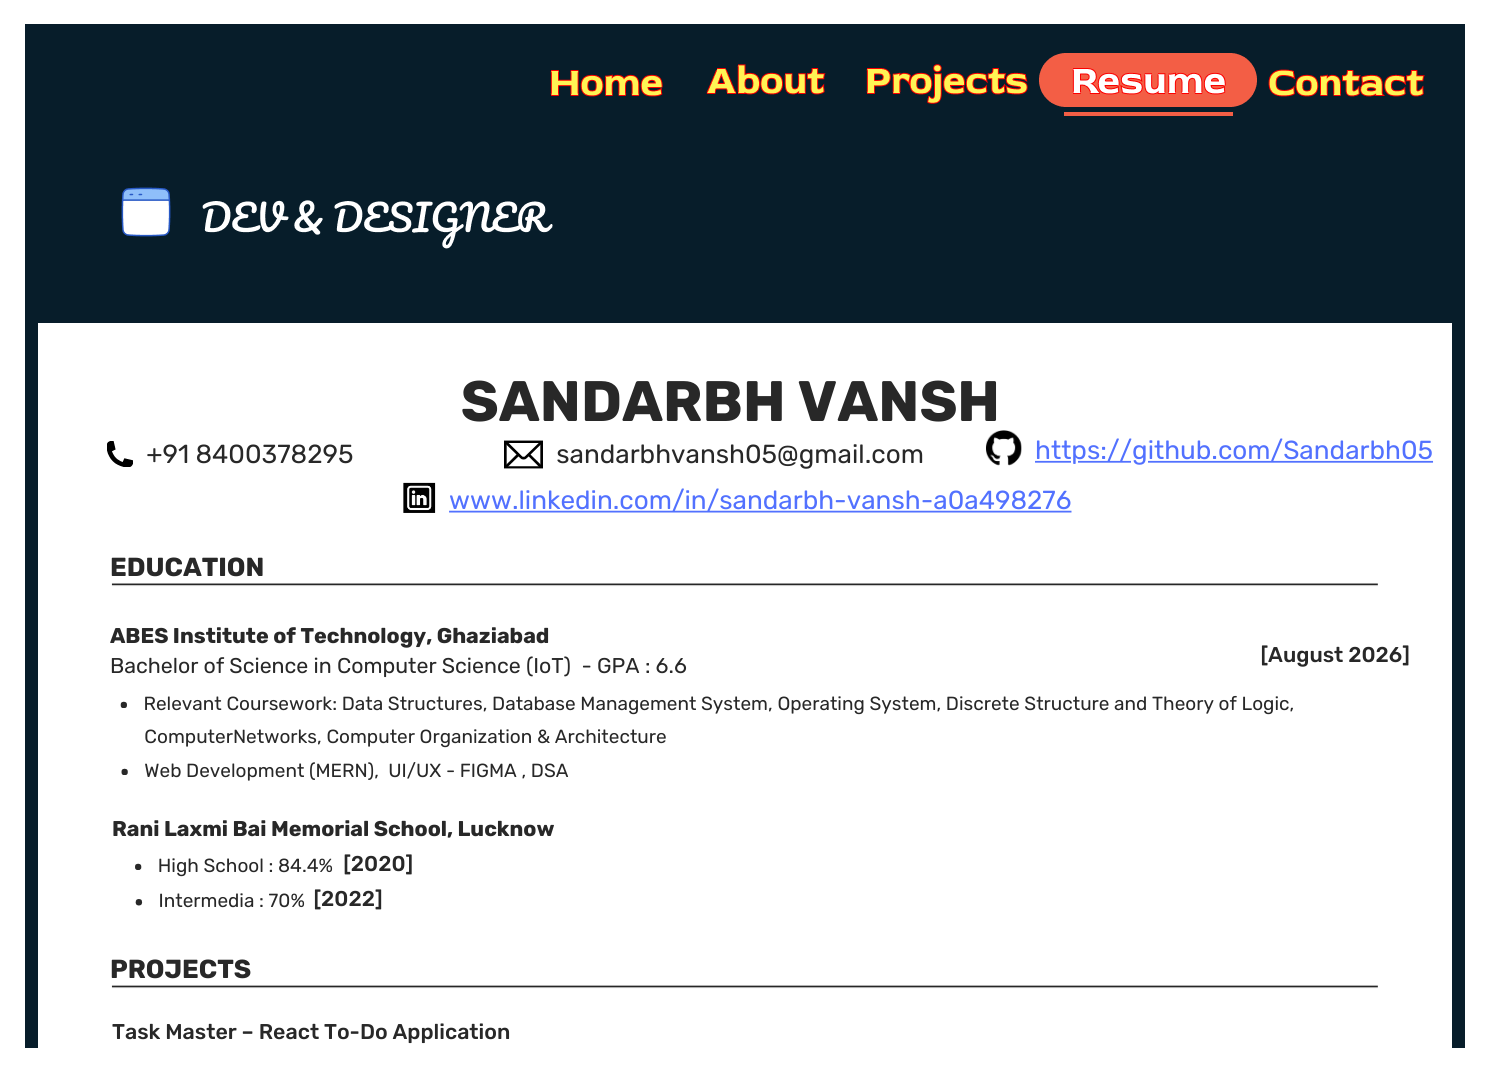 Home About Projects Resume Contact
DEV & DESIGNER
SANDARBH VANSH
+91 8400378295 sandarbhvansh05@gmail.com https://github.com/Sandarbh05
www.linkedin.com/in/sandarbh-vansh-a0a498276
EDUCATION
ABES Institute of Technology, Ghaziabad
[August 2026]
Bachelor of Science in Computer Science (IoT) - GPA : 6.6
• Relevant Coursework: Data Structures, Database Management System, Operating System, Discrete Structure and Theory of Logic,
ComputerNetworks, Computer Organization & Architecture
• Web Development (MERN), UI/UX - FIGMA , DSA
Rani Laxmi Bai Memorial School, Lucknow
• High School : 84.4% [2020]
• Intermedia : 70% [2022]
PROJECTS
Task Master – React To-Do Application